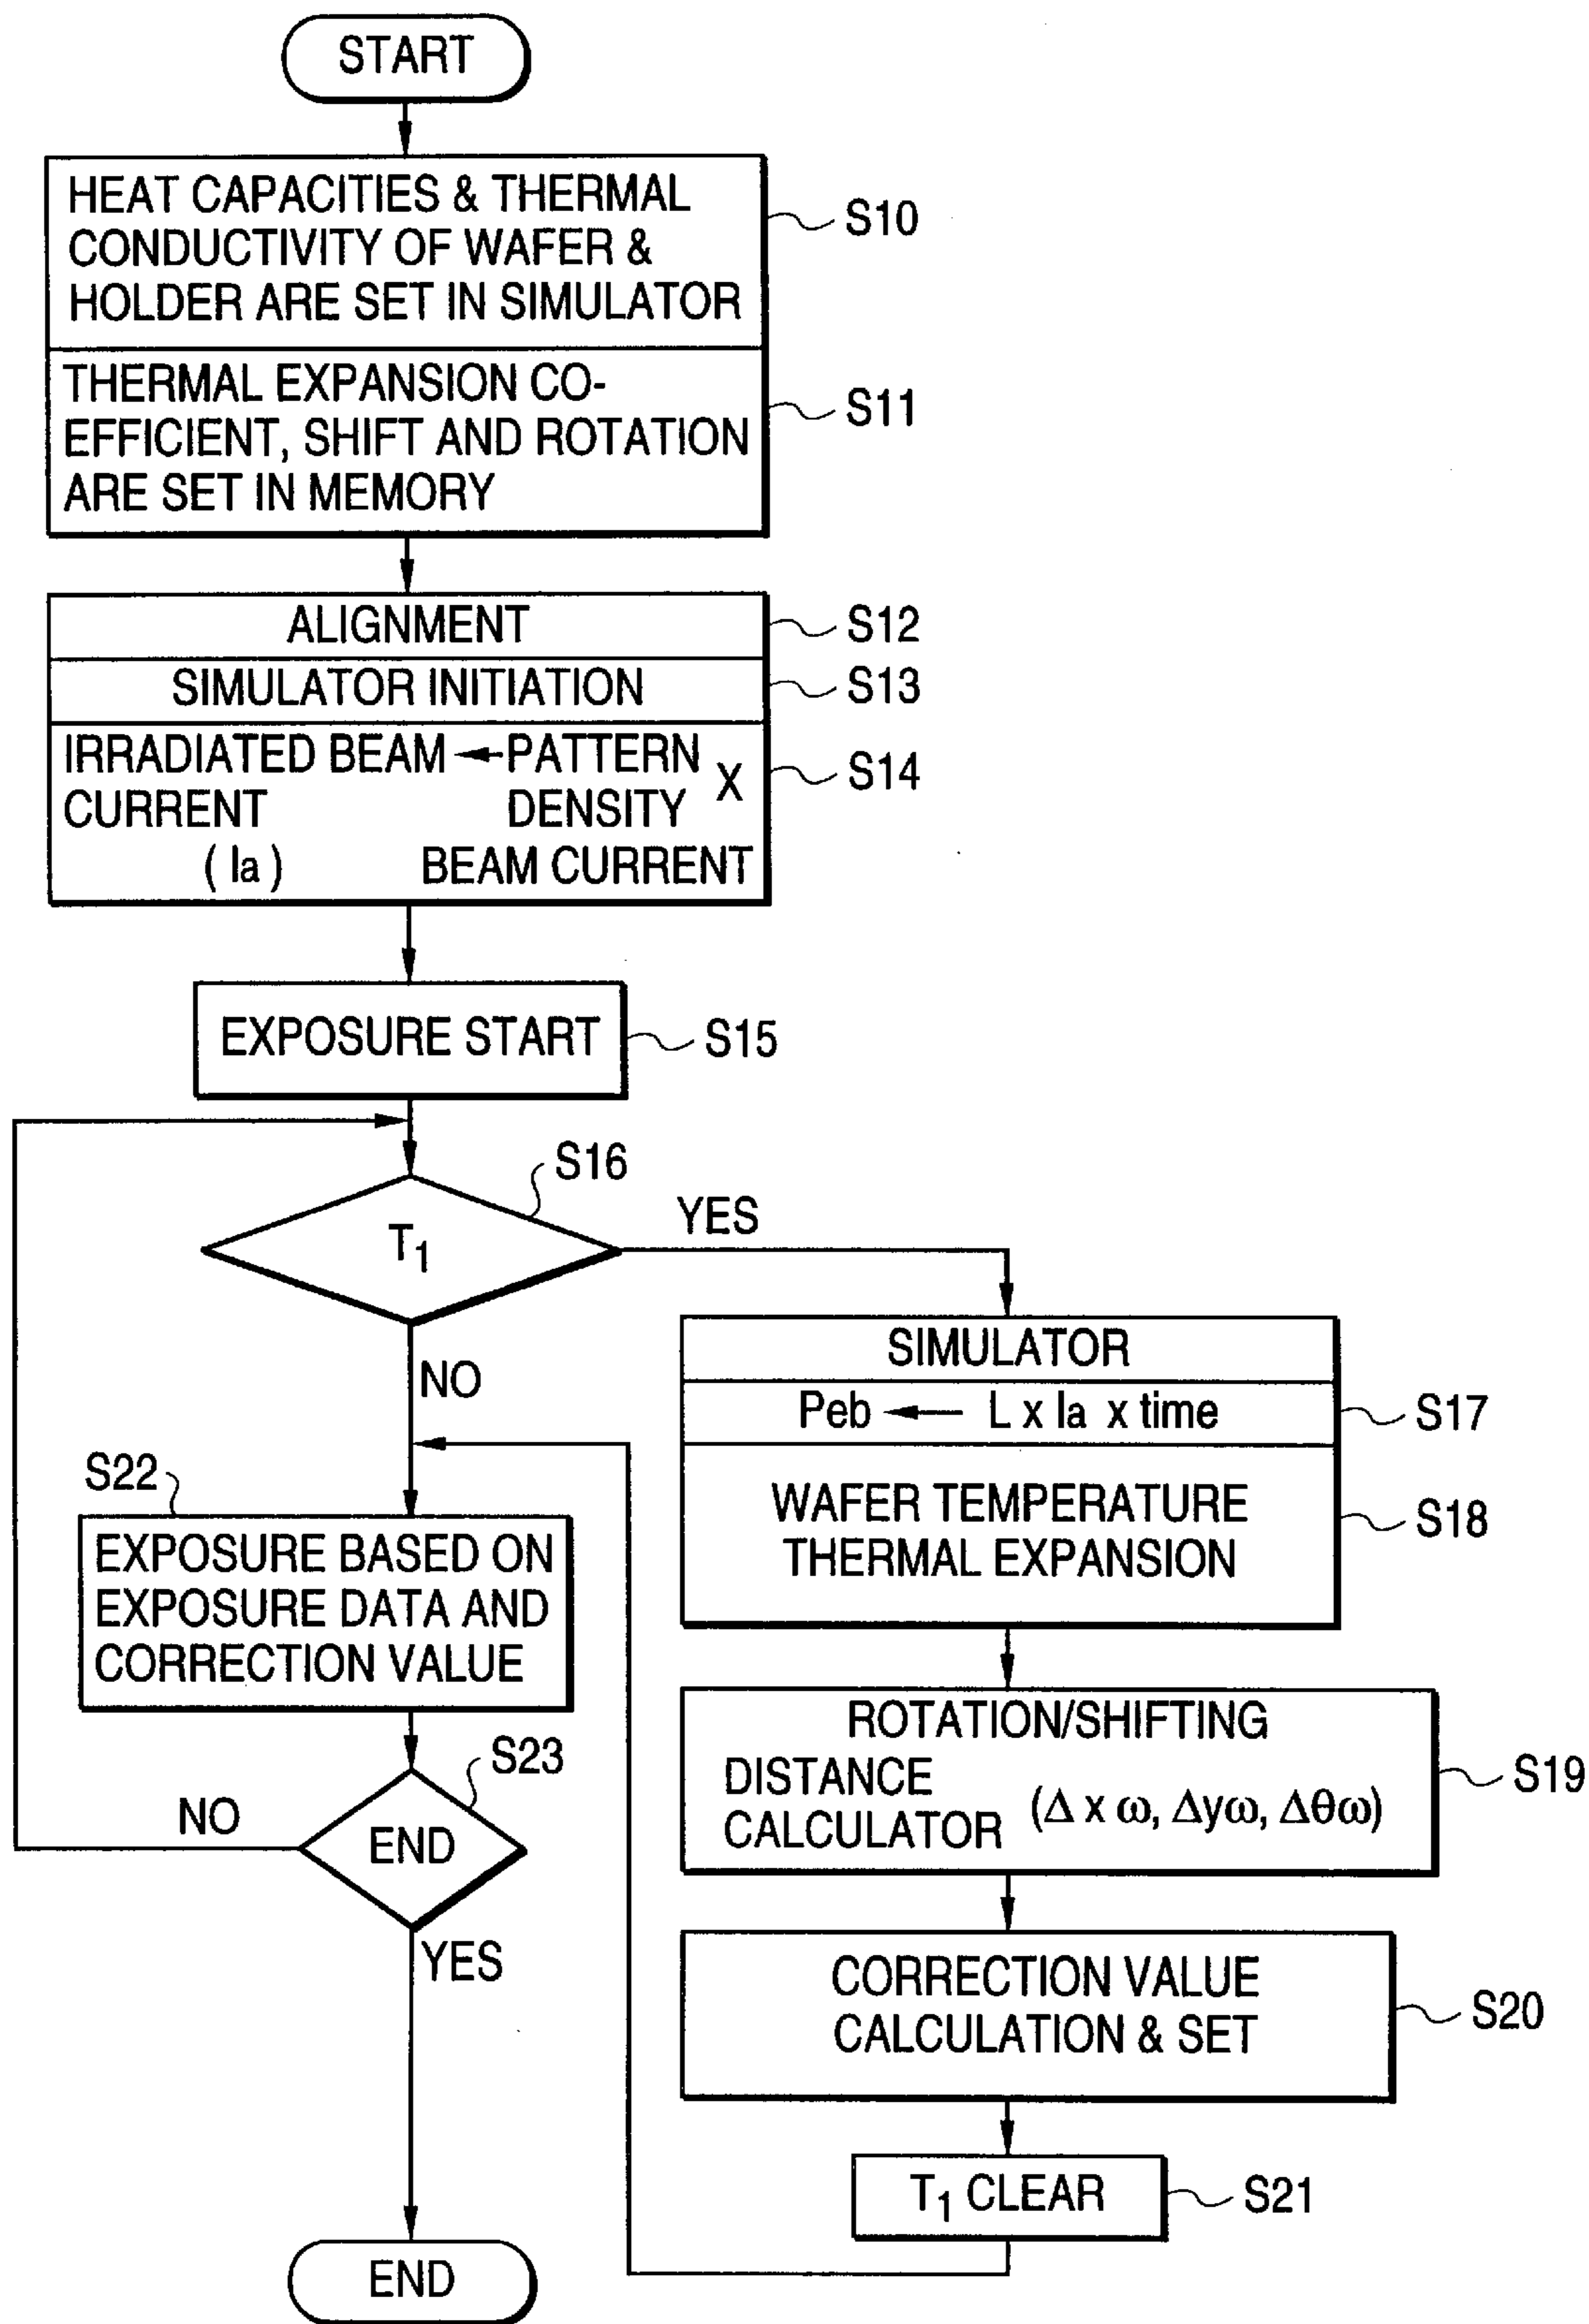 START
HEAT CAPACITIES & THERMAL
CONDUCTIVITY OF WAFER &
HOLDER ARE SET IN SIMULATOR
S10
THERMAL EXPANSION CO-
EFFICIENT, SHIFT AND ROTATION
ARE SET IN MEMORY
S11
ALIGNMENT
S12
SIMULATOR INITIATION
S13
IRRADIATED BEAM ← PATTERN
CURRENT DENSITY X
( Ia ) BEAM CURRENT
S14
EXPOSURE START
S15
S16
T₁
YES
NO
SIMULATOR
Peb ← L x Ia x time
S17
WAFER TEMPERATURE
THERMAL EXPANSION
S18
S22
EXPOSURE BASED ON
EXPOSURE DATA AND
CORRECTION VALUE
ROTATION/SHIFTING
DISTANCE
CALCULATOR (Δ x ω, Δyω, Δθω)
S19
S23
NO
END
YES
CORRECTION VALUE
CALCULATION & SET
S20
T₁ CLEAR
S21
END